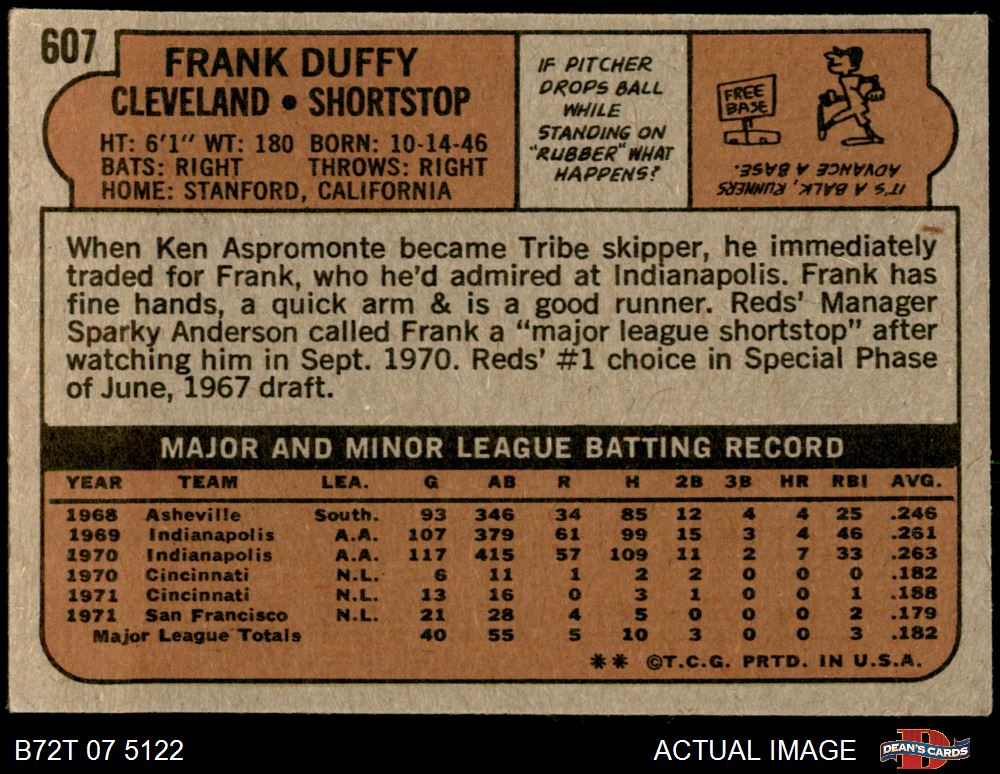 607
FRANK DUFFY
CLEVELAND • SHORTSTOP
HT: 6'1" WT: 180 BORN: 10-14-46
BATS: RIGHT THROWS: RIGHT
HOME: STANFORD, CALIFORNIA
IF PITCHER
DROPS BALL
WHILE
STANDING ON
"RUBBER" WHAT
HAPPENS?
FREE
BASE
IT'S A BALK, RUNNERS
ADVANCE A BASE.
When Ken Aspromonte became Tribe skipper, he immediately
traded for Frank, who he'd admired at Indianapolis. Frank has
fine hands, a quick arm & is a good runner. Reds' Manager
Sparky Anderson called Frank a "major league shortstop" after
watching him in Sept. 1970. Reds' #1 choice in Special Phase
of June, 1967 draft.
MAJOR AND MINOR LEAGUE BATTING RECORD
YEAR TEAM LEA. G AB R H 2B 3B HR RBI AVG.
1968 Asheville South. 93 346 34 85 12 4 4 25 .246
1969 Indianapolis A.A. 107 379 61 99 15 3 4 46 .261
1970 Indianapolis A.A. 117 415 57 109 11 2 7 33 .263
1970 Cincinnati N.L. 6 11 1 2 2 0 0 0 .182
1971 Cincinnati N.L. 13 16 0 3 1 0 0 1 .188
1971 San Francisco N.L. 21 28 4 5 0 0 0 2 .179
Major League Totals 40 55 5 10 3 0 0 3 .182
** ©T.C.G. PRTD. IN U.S.A.
B72T 07 5122
ACTUAL IMAGE
DEAN'S CARDS